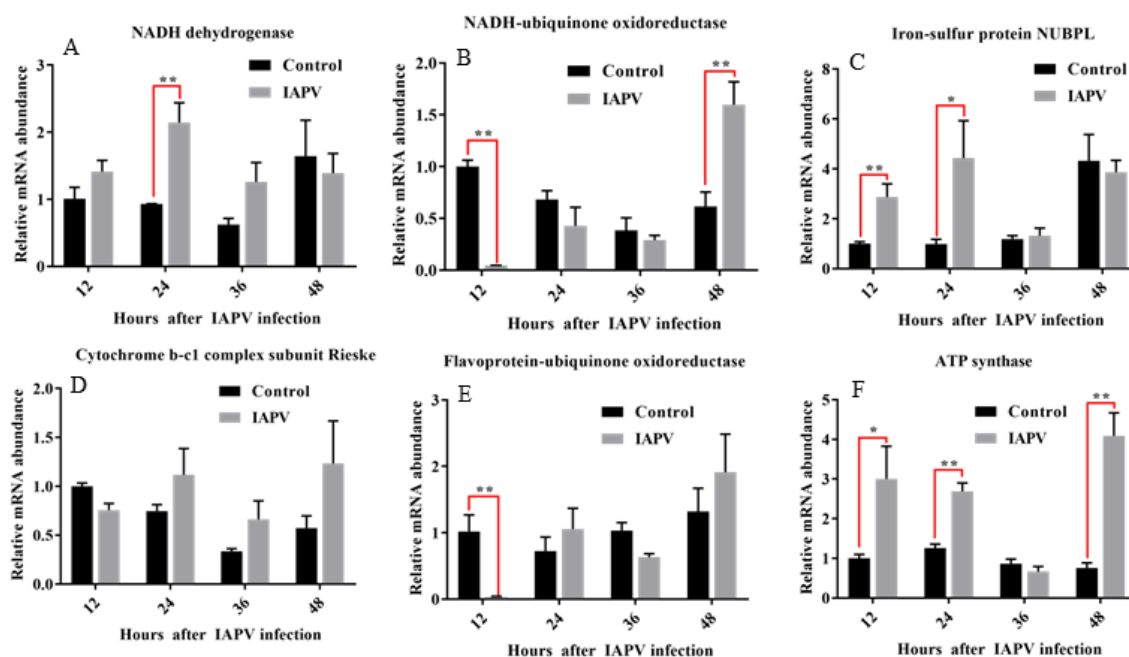 A
NADH dehydrogenase
Relative mRNA abundance
3
2
1
0
**
Control
IAPV
12
24
36
48
Hours after IAPV infection
B
NADH-ubiquinone oxidoreductase
Relative mRNA abundance
2.0
1.5
1.0
0.5
0.0
**
**
Control
IAPV
12
24
36
48
Hours after IAPV infection
C
Iron-sulfur protein NUBPL
Relative mRNA abundance
8
6
4
2
0
**
*
Control
IAPV
12
24
36
48
Hours after IAPV infection
D
Cytochrome b-c1 complex subunit Rieske
Relative mRNA abundance
2.0
1.5
1.0
0.5
0.0
Control
IAPV
12
24
36
48
Hours after IAPV infection
E
Flavoprotein-ubiquinone oxidoreductase
Relative mRNA abundance
3
2
1
0
**
Control
IAPV
12
24
36
48
Hours after IAPV infection
F
ATP synthase
Relative mRNA abundance
5
4
3
2
1
0
*
**
**
Control
IAPV
12
24
36
48
Hours after IAPV infection